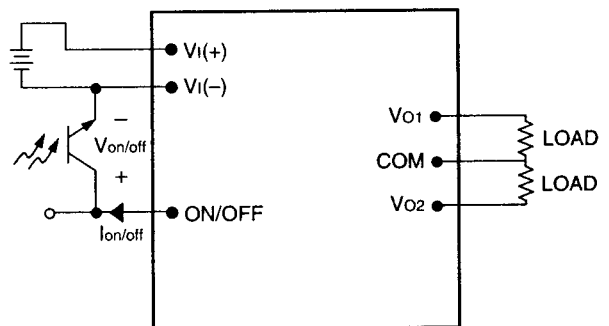 VI(+)
VI(–)
–
Von/off
+
ON/OFF
Ion/off
VO1
COM
VO2
LOAD
LOAD